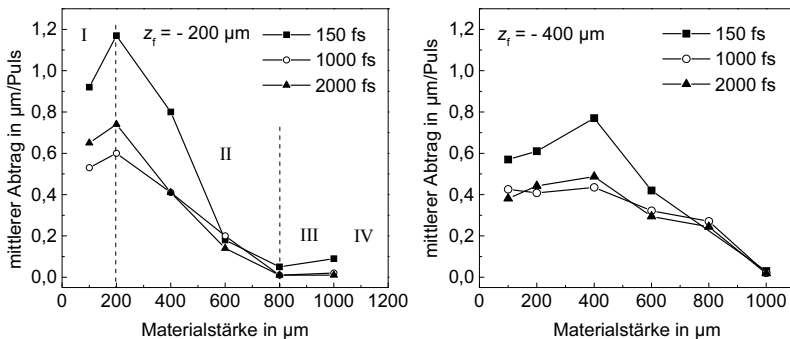 mittlerer Abtrag in µm/Puls
1,2
1,0
0,8
0,6
0,4
0,2
0,0
I
z_f = - 200 µm
150 fs
1000 fs
2000 fs
II
III
IV
0 200 400 600 800 1000 1200
Materialstärke in µm
mittlerer Abtrag in µm/Puls
1,2
1,0
0,8
0,6
0,4
0,2
0,0
z_f = - 400 µm
150 fs
1000 fs
2000 fs
0 200 400 600 800 1000
Materialstärke in µm